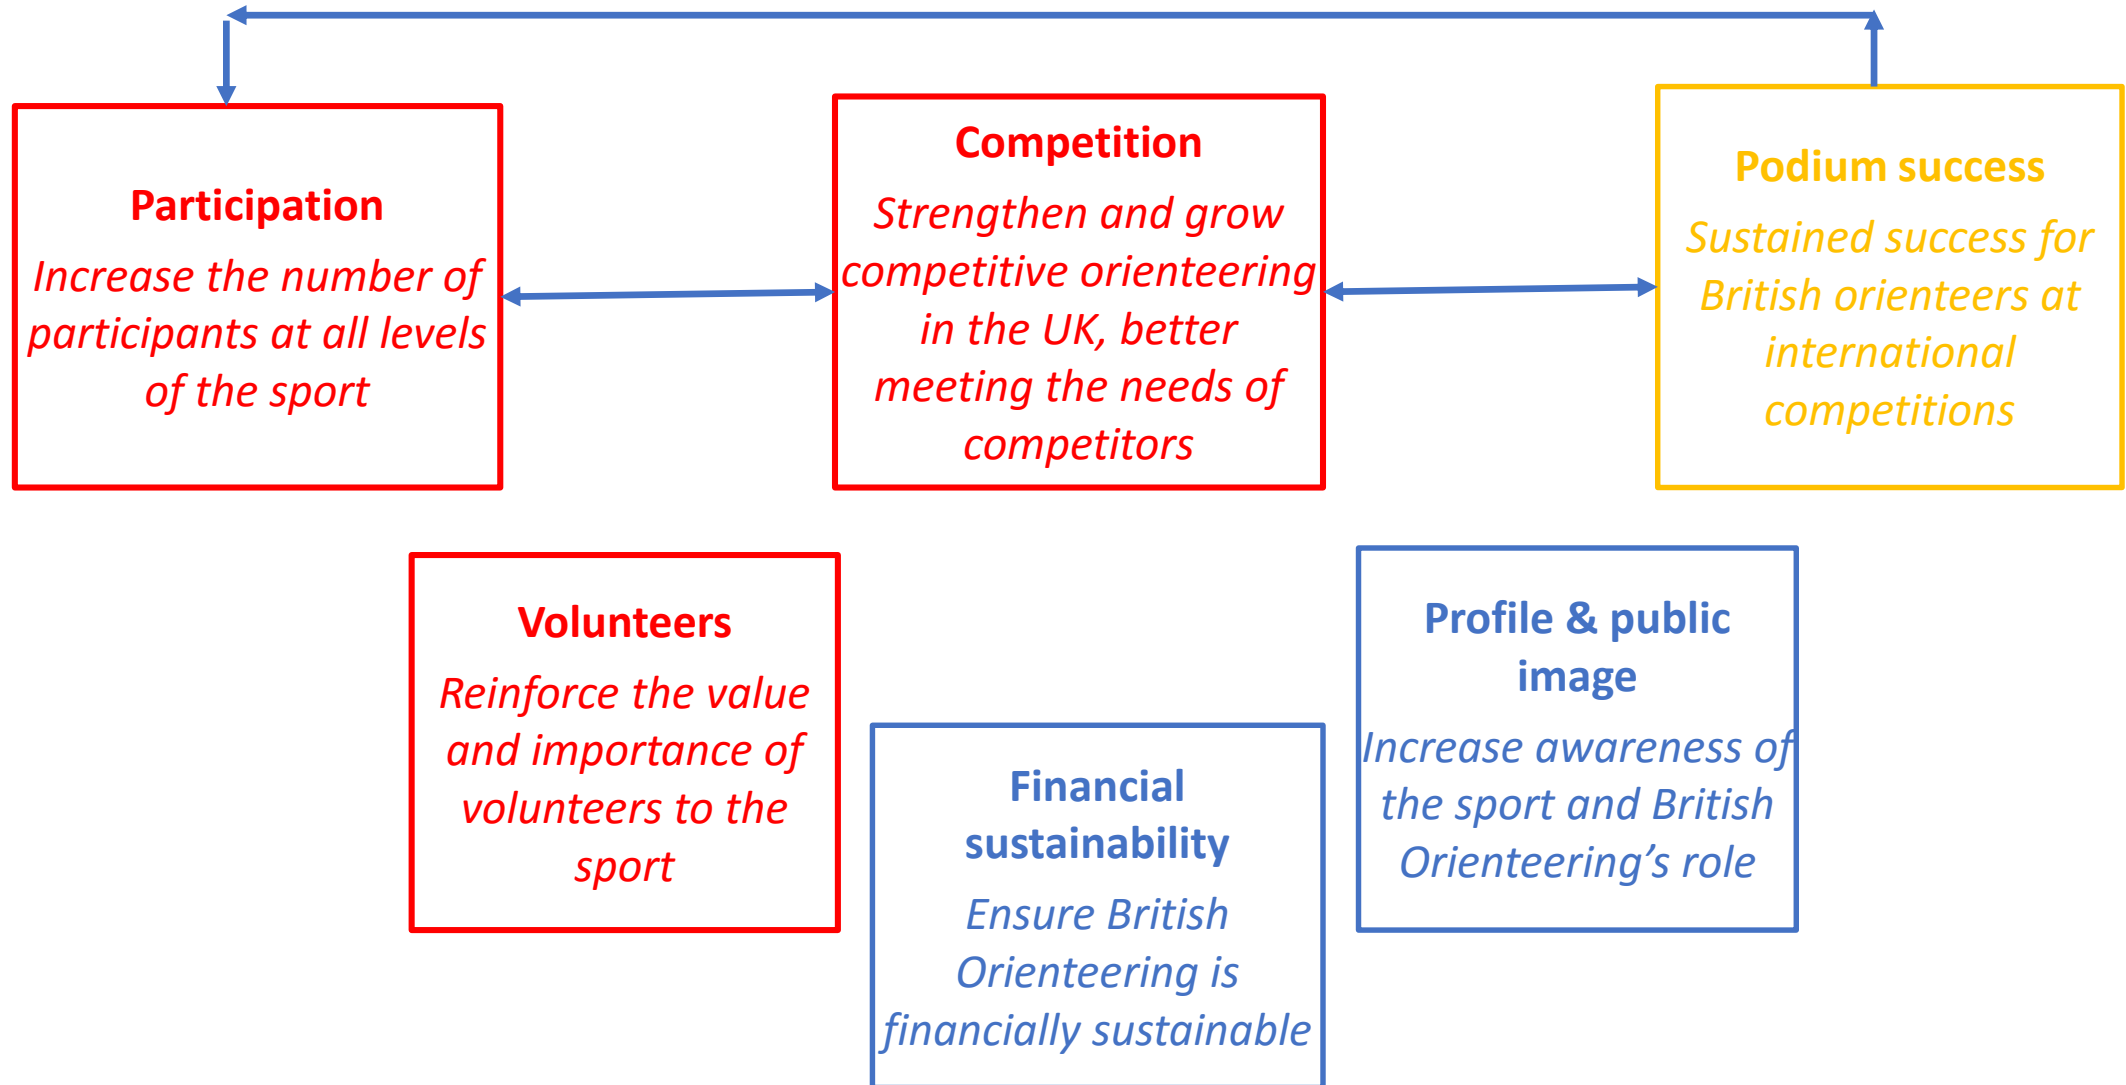 Participation
Increase the number of
participants at all levels
of the sport
Competition
Strengthen and grow
competitive orienteering
in the UK, better
meeting the needs of
competitors
Podium success
Sustained success for
British orienteers at
international
competitions
Volunteers
Reinforce the value
and importance of
volunteers to the
sport
Financial
sustainability
Ensure British
Orienteering is
financially sustainable
Profile & public
image
Increase awareness of
the sport and British
Orienteering’s role